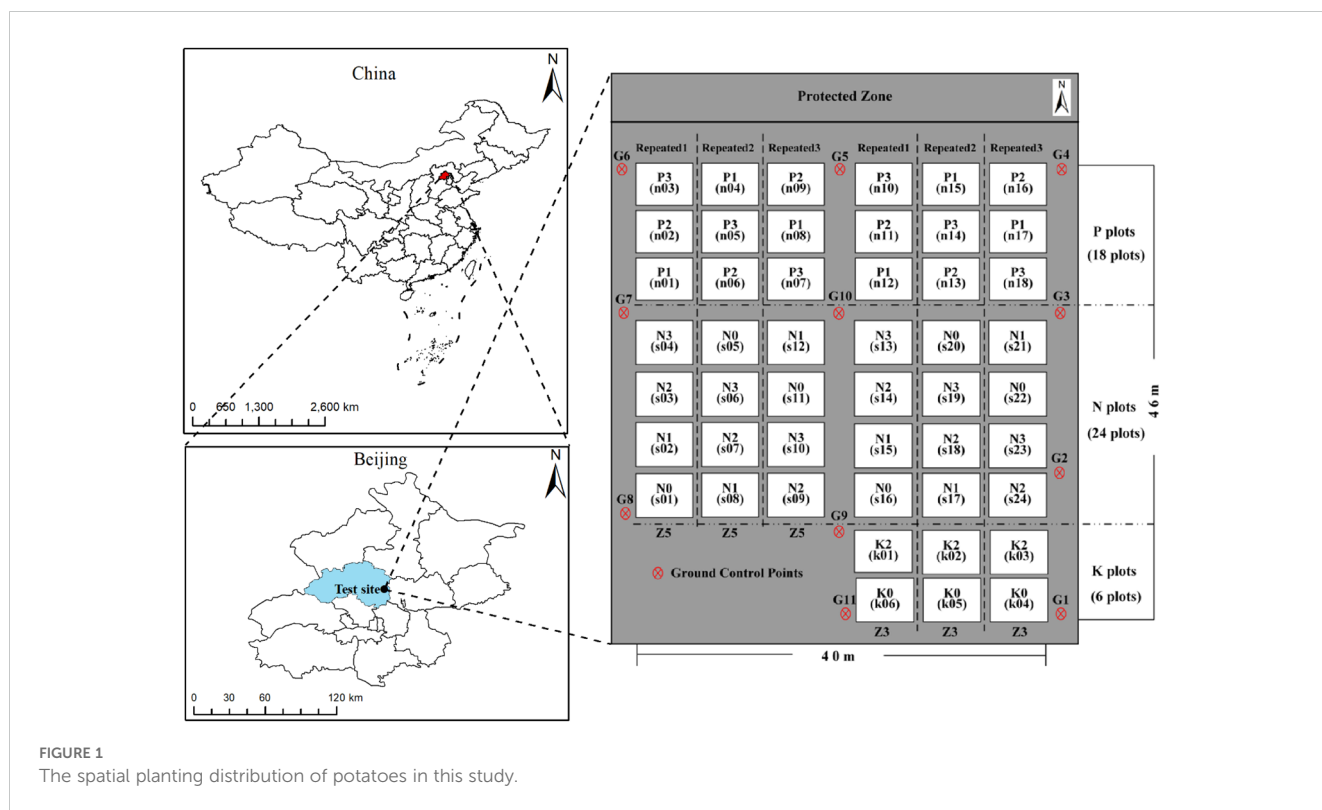 China
N
0 650 1,300 2,600 km
Beijing
N
Test site
0 30 60 120 km
Protected Zone
N
G6 Repeated1 Repeated2 Repeated3 G5 Repeated1 Repeated2 Repeated3 G4
P3 P1 P2 P3 P1 P2
(n03) (n04) (n09) (n10) (n15) (n16)
P2 P3 P1 P2 P3 P1
(n02) (n05) (n08) (n11) (n14) (n17)
P plots
(18 plots)
P1 P2 P3 P1 P2 P3
(n01) (n06) (n07) (n12) (n13) (n18)
G7 G10 G3
N3 N0 N1 N3 N0 N1
(s04) (s05) (s12) (s13) (s20) (s21)
N2 N3 N0 N2 N3 N0
(s03) (s06) (s11) (s14) (s19) (s22)
N plots
(24 plots)
46 m
N1 N2 N3 N1 N2 N3
(s02) (s07) (s10) (s15) (s18) (s23)
G2
N0 N1 N2 N0 N1 N2
(s01) (s08) (s09) (s16) (s17) (s24)
G8 G9
Z5 Z5 Z5
K2 K2 K2
(k01) (k02) (k03)
Ground Control Points
K plots
(6 plots)
K0 K0 K0
(k06) (k05) (k04)
G11 G1
Z3 Z3 Z3
40 m
FIGURE 1
The spatial planting distribution of potatoes in this study.